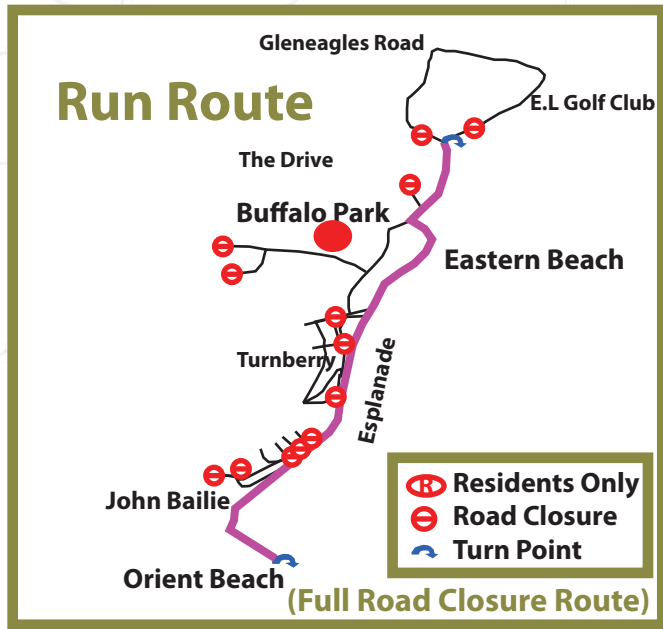 Gleneagles Road
Run Route
E.L Golf Club
The Drive
Buffalo Park
Eastern Beach
Turnberry
Esplanade
John Bailie
Orient Beach
R Residents Only
Road Closure
Turn Point
(Full Road Closure Route)